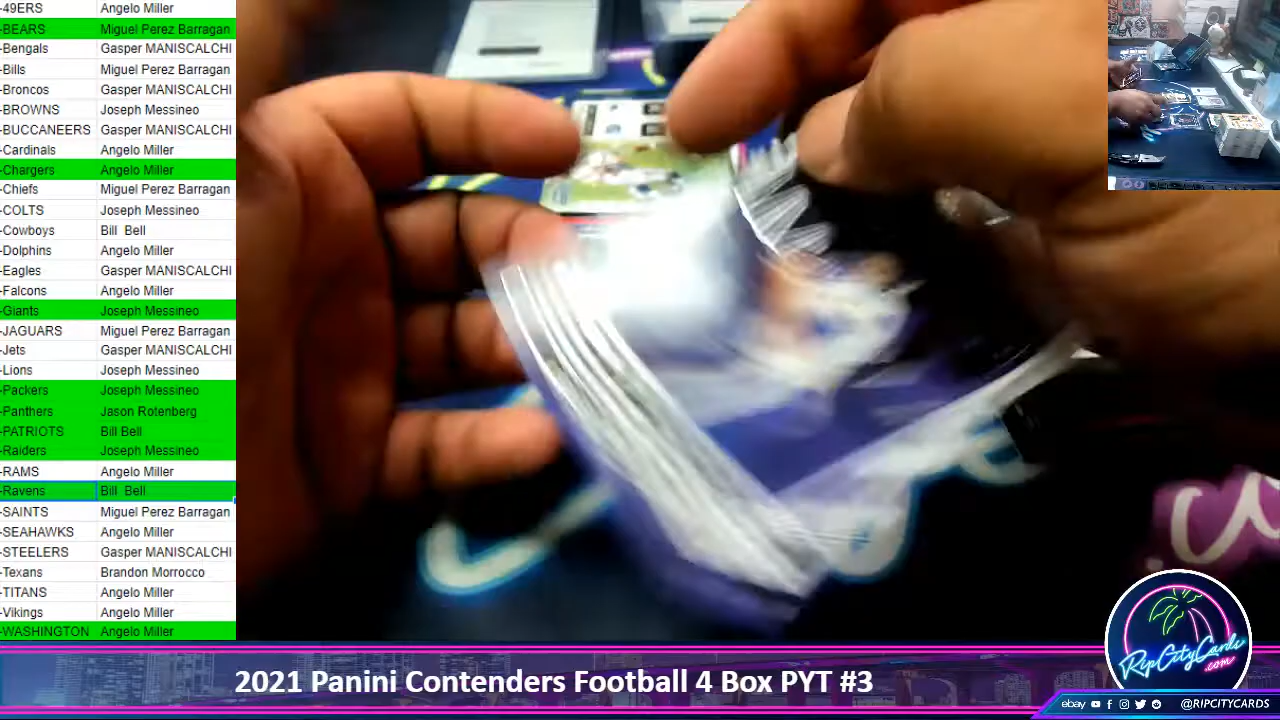 -49ERS Angelo Miller
-BEARS Miguel Perez Barragan
-Bengals Gasper MANISCALCHI
-Bills Miguel Perez Barragan
-Broncos Gasper MANISCALCHI
-BROWNS Joseph Messineo
-BUCCANEERS Gasper MANISCALCHI
-Cardinals Angelo Miller
-Chargers Angelo Miller
-Chiefs Miguel Perez Barragan
-COLTS Joseph Messineo
-Cowboys Bill Bell
-Dolphins Angelo Miller
-Eagles Gasper MANISCALCHI
-Falcons Angelo Miller
-Giants Joseph Messineo
-JAGUARS Miguel Perez Barragan
-Jets Gasper MANISCALCHI
-Lions Joseph Messineo
-Packers Joseph Messineo
-Panthers Jason Rotenberg
-PATRIOTS Bill Bell
-Raiders Joseph Messineo
-RAMS Angelo Miller
-Ravens Bill Bell
-SAINTS Miguel Perez Barragan
-SEAHAWKS Angelo Miller
-STEELERS Gasper MANISCALCHI
-Texans Brandon Morrocco
-TITANS Angelo Miller
-Vikings Angelo Miller
-WASHINGTON Angelo Miller
RipCityCards
.com
2021 Panini Contenders Football 4 Box PYT #3
ebay @RIPCITYCARDS